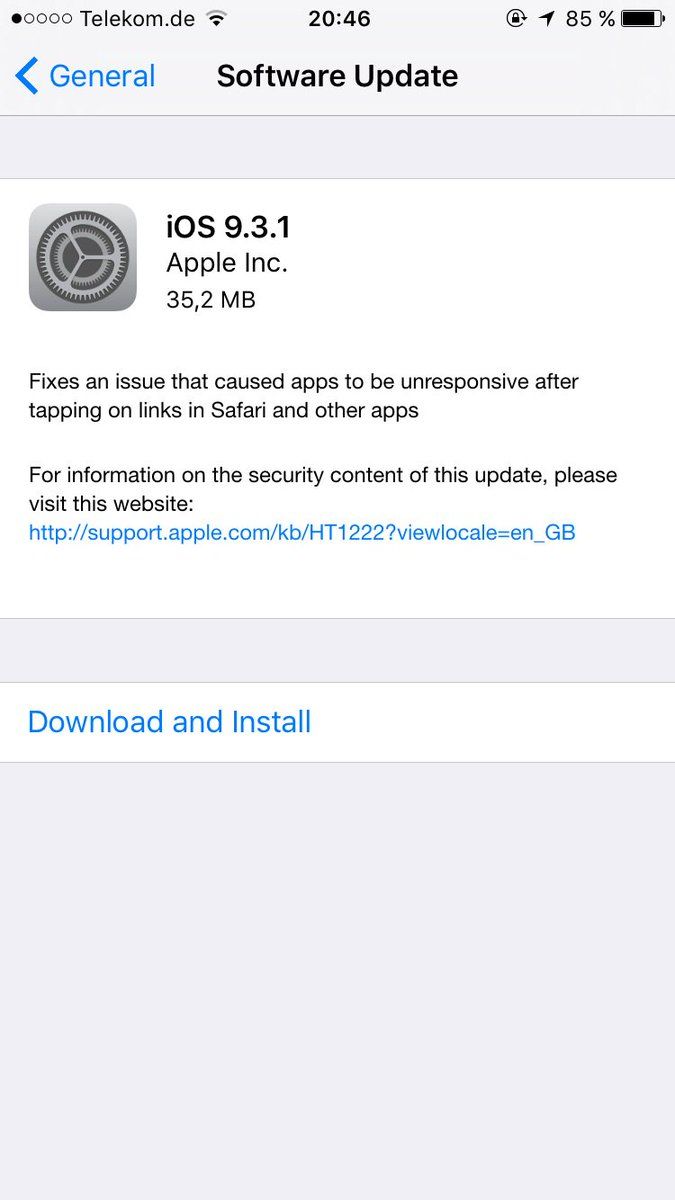 Telekom.de 20:46 85 %
General Software Update
iOS 9.3.1
Apple Inc.
35,2 MB
Fixes an issue that caused apps to be unresponsive after
tapping on links in Safari and other apps
For information on the security content of this update, please
visit this website:
http://support.apple.com/kb/HT1222?viewlocale=en_GB
Download and Install